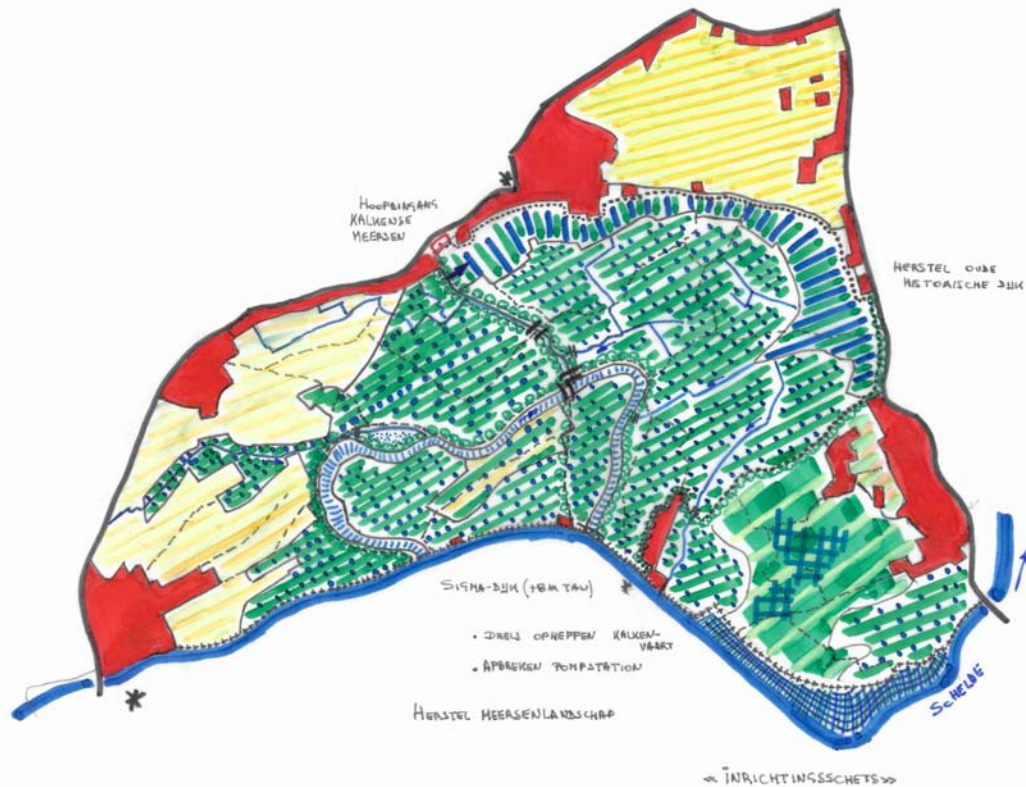 HOOFDINGANG
KALKENSE
MEERSEN
HERSTEL OUDE
HISTORISCHE DIJK
SIGMA-DIJK (+8M TAW)
• DEELS OPHEFFEN KALKEN-
VAART
• AFBREKEN POMPSTATION
HERSTEL MEERSENLANDSCHAP
SCHELDE
« INRICHTINGSSCHETS »